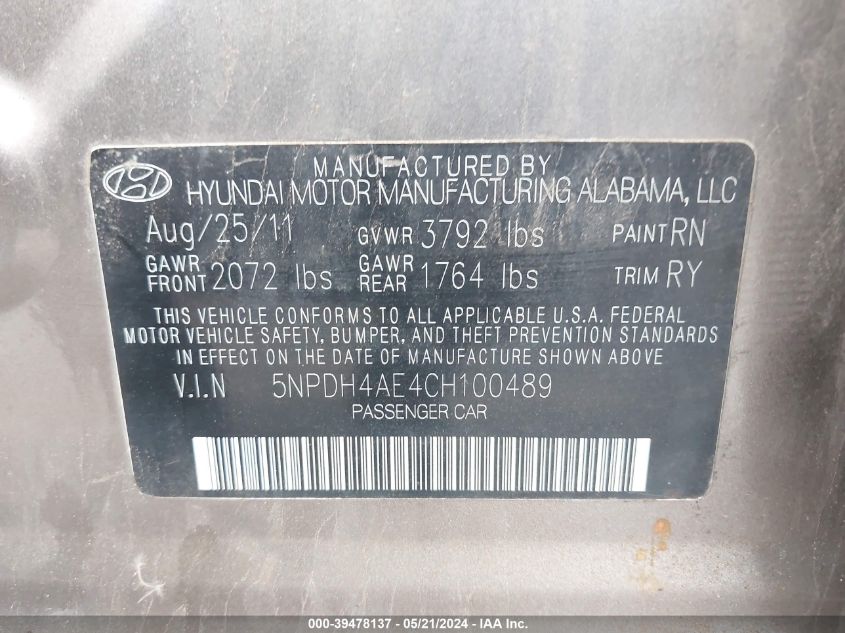 MANUFACTURED BY
HYUNDAI MOTOR MANUFACTURING ALABAMA, LLC
Aug/25/11 GVWR 3792 lbs PAINT RN
GAWR FRONT 2072 lbs GAWR REAR 1764 lbs TRIM RY
THIS VEHICLE CONFORMS TO ALL APPLICABLE U.S.A. FEDERAL
MOTOR VEHICLE SAFETY, BUMPER, AND THEFT PREVENTION STANDARDS
IN EFFECT ON THE DATE OF MANUFACTURE SHOWN ABOVE
V.I.N 5NPDH4AE4CH100489
PASSENGER CAR
000-39478137 - 05/21/2024 - IAA Inc.